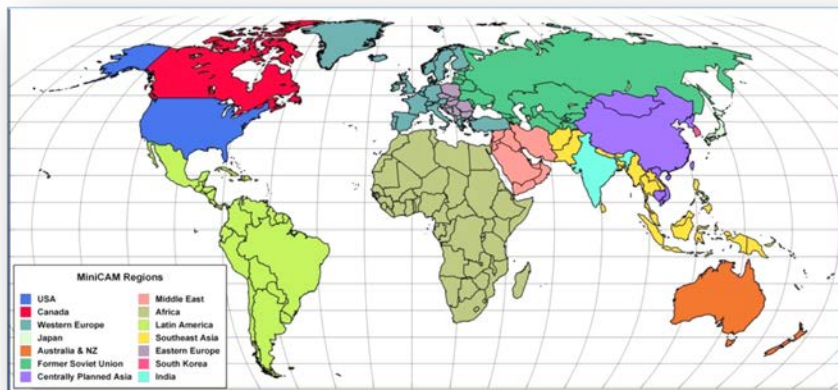 MiniCAM Regions
USA
Canada
Western Europe
Japan
Australia & NZ
Former Soviet Union
Centrally Planned Asia
Middle East
Africa
Latin America
Southeast Asia
Eastern Europe
South Korea
India